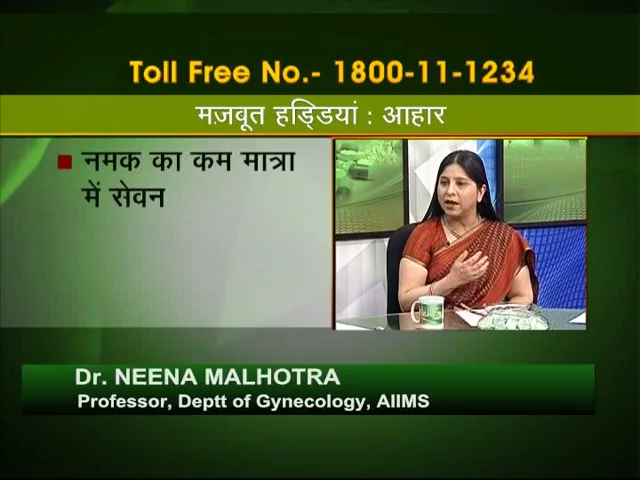 Toll Free No.- 1800-11-1234
मज़बूत हड्डियां : आहार
नमक का कम मात्रा
में सेवन
Dr. NEENA MALHOTRA
Professor, Deptt of Gynecology, AIIMS